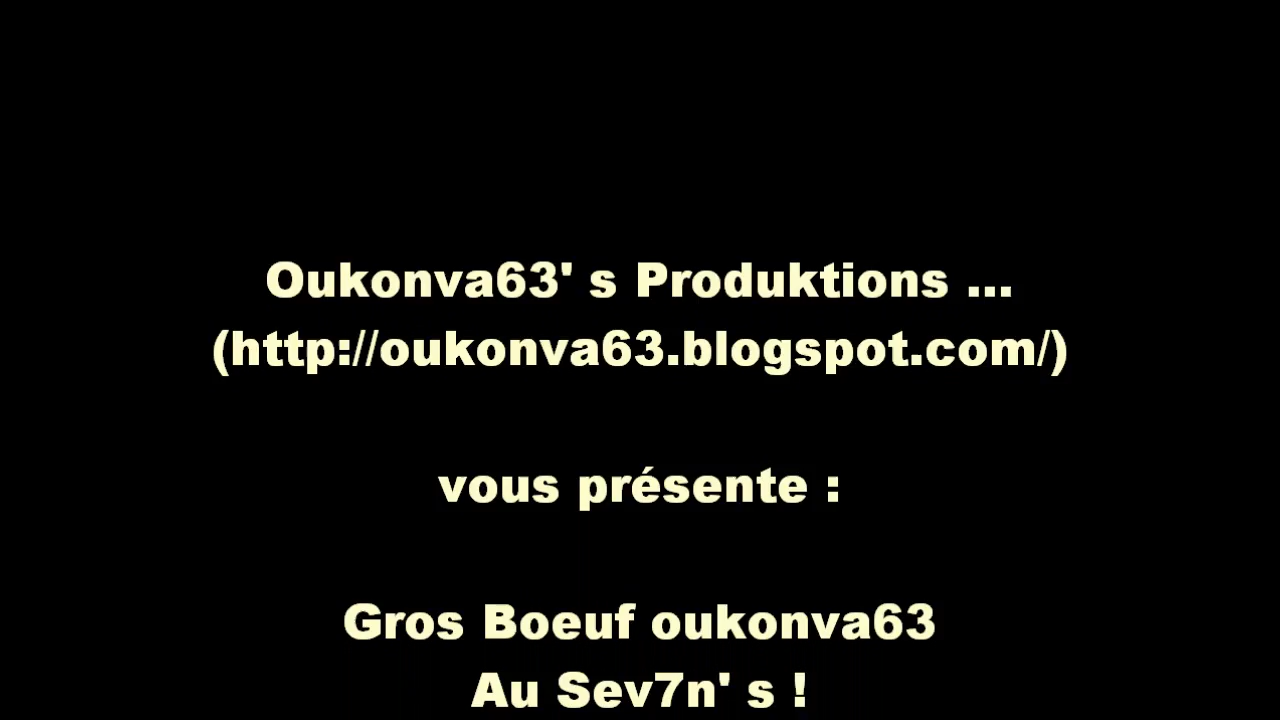 Oukonva63' s Produktions ...
(http://oukonva63.blogspot.com/)
vous présente :
Gros Boeuf oukonva63
Au Sev7n' s !